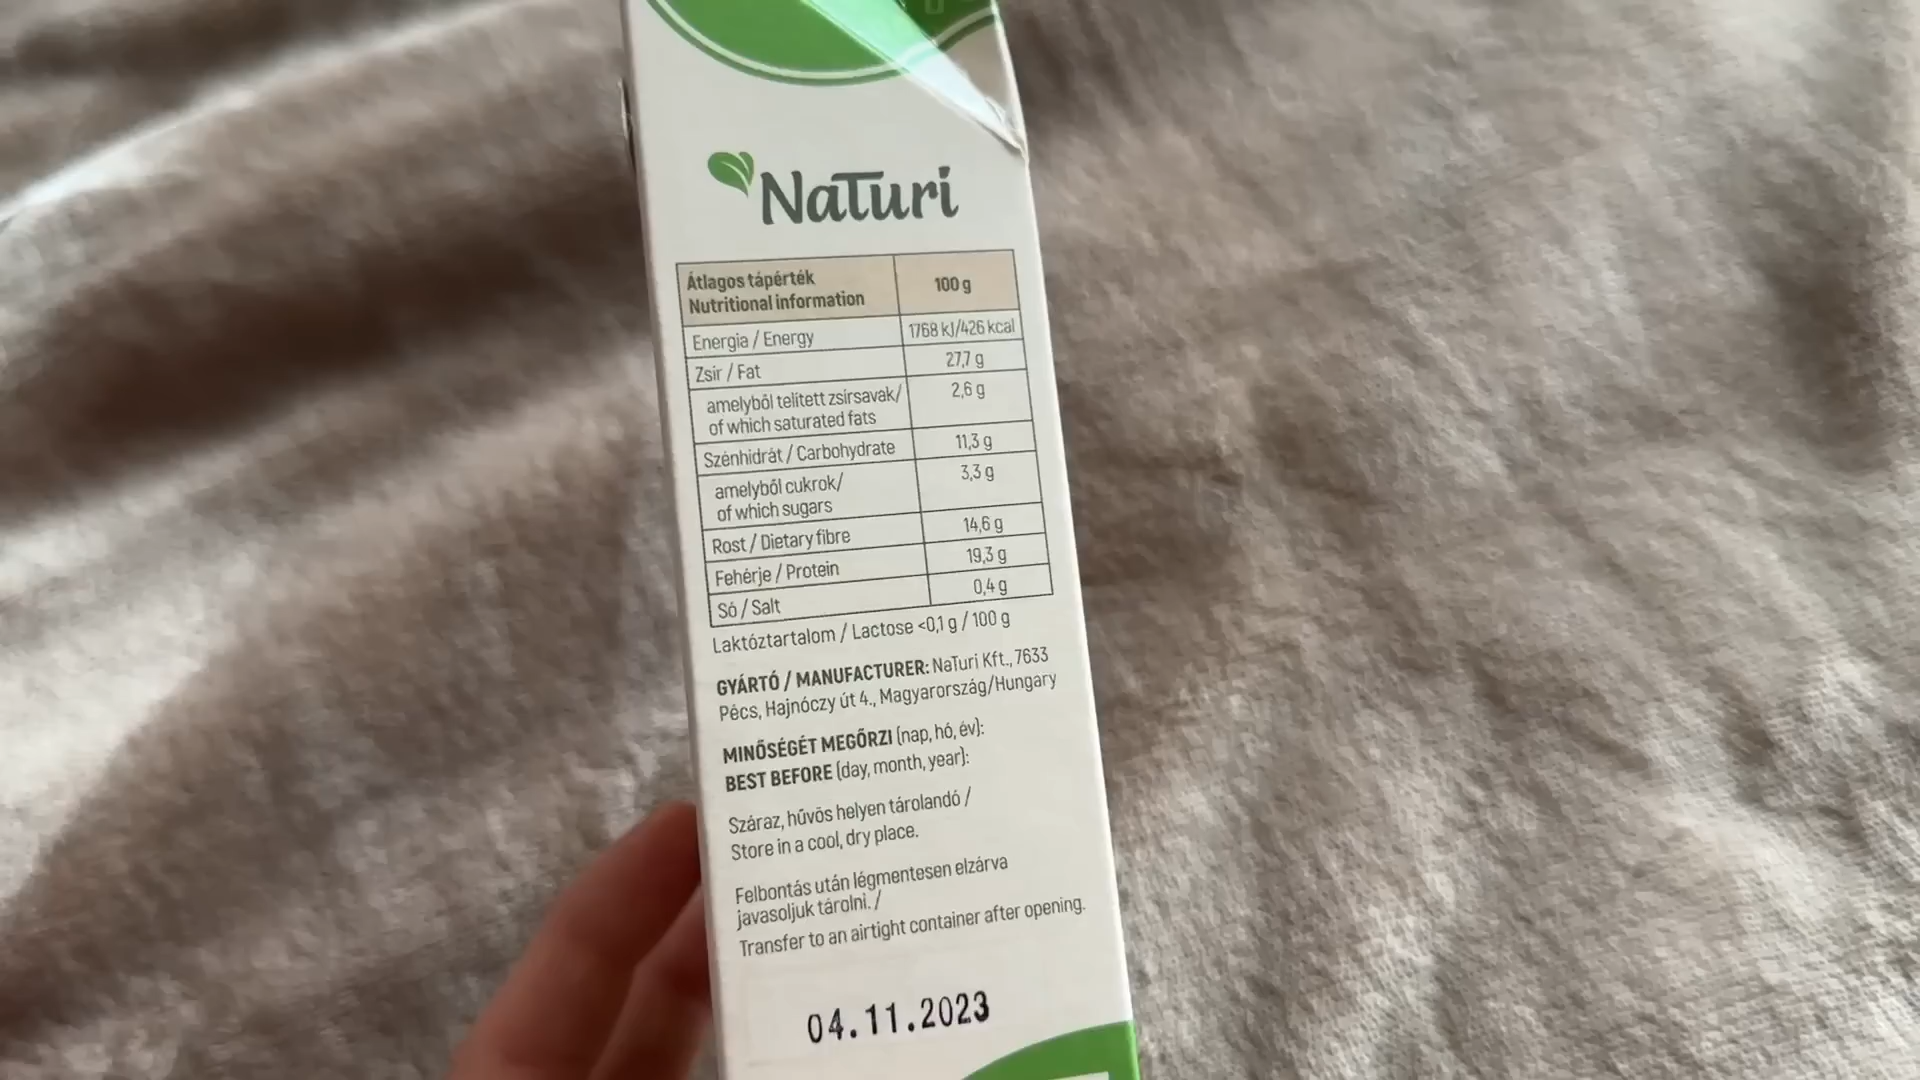 NaTuri
Átlagos tápérték
Nutritional information
100 g
Energia / Energy 1768 kJ/426 kcal
Zsír / Fat 27,7 g
amelyből telített zsírsavak/ 2,6 g
of which saturated fats
Szénhidrát / Carbohydrate 11,3 g
amelyből cukrok/ 3,3 g
of which sugars
Rost / Dietary fibre 14,6 g
Fehérje / Protein 19,3 g
Só / Salt 0,4 g
Laktóztartalom / Lactose <0,1 g / 100 g
GYÁRTÓ / MANUFACTURER: NaTuri Kft., 7633
Pécs, Hajnóczy út 4., Magyarország/Hungary
MINŐSÉGÉT MEGŐRZI (nap, hó, év):
BEST BEFORE (day, month, year):
Száraz, hűvös helyen tárolandó /
Store in a cool, dry place.
Felbontás után légmentesen elzárva
javasoljuk tárolni. /
Transfer to an airtight container after opening.
04.11.2023